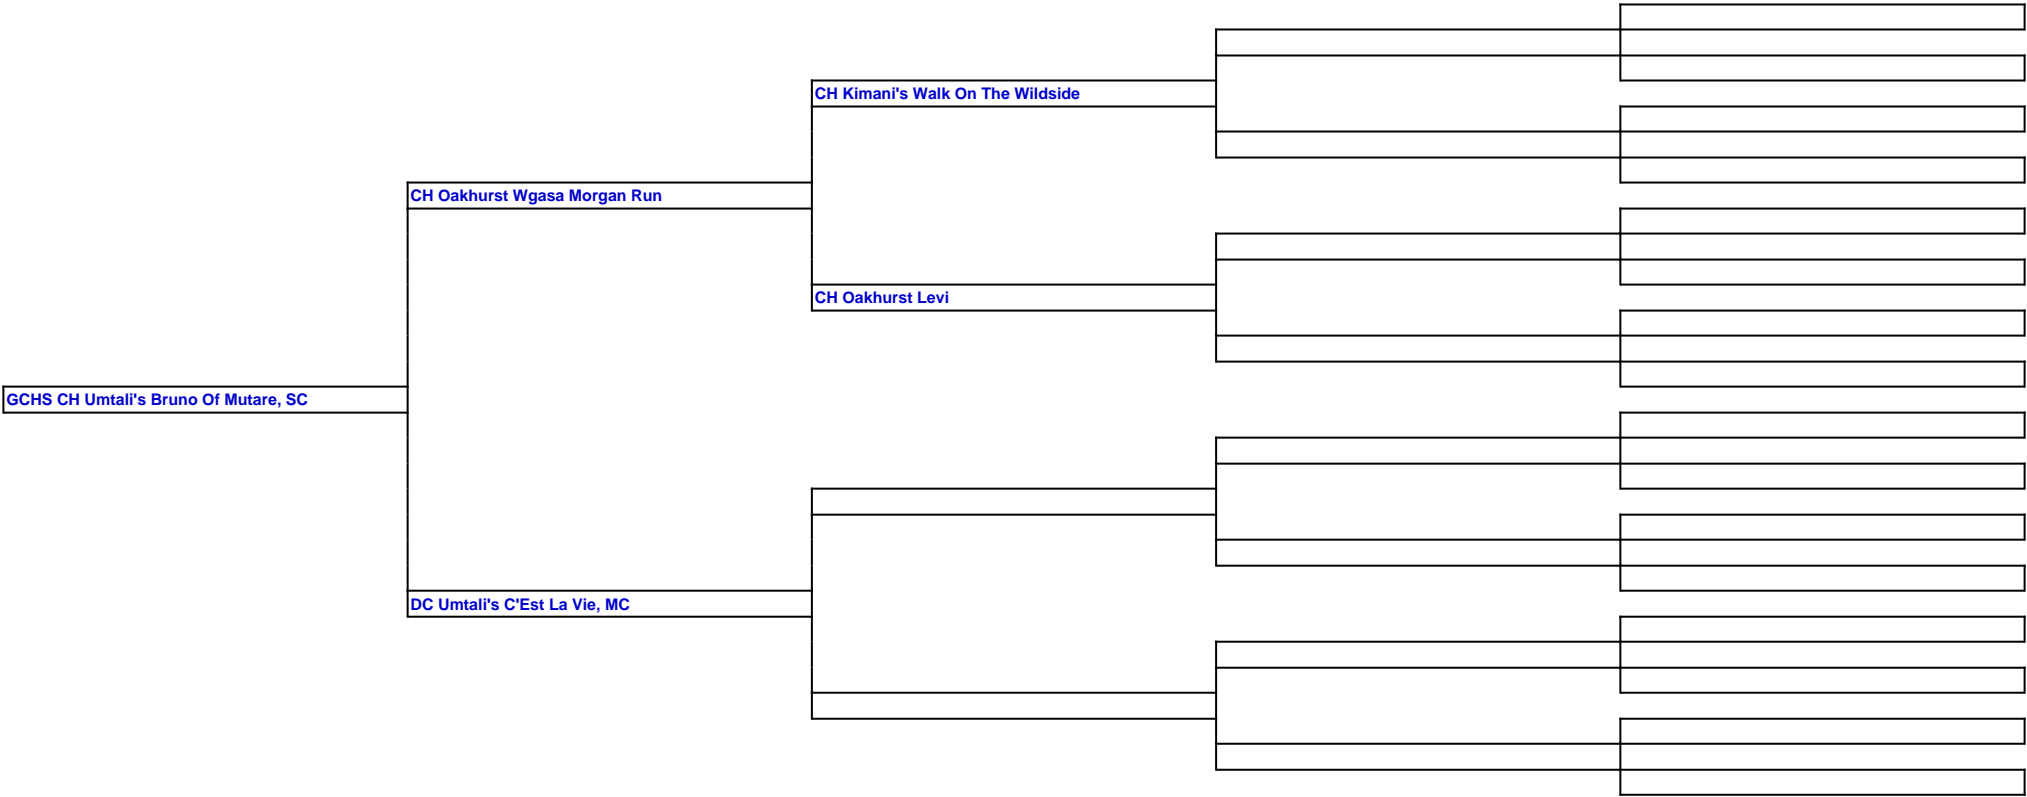 CH Kimani's Walk On The Wildside
CH Oakhurst Wgasa Morgan Run
CH Oakhurst Levi
GCHS CH Umtali's Bruno Of Mutare, SC
DC Umtali's C'Est La Vie, MC